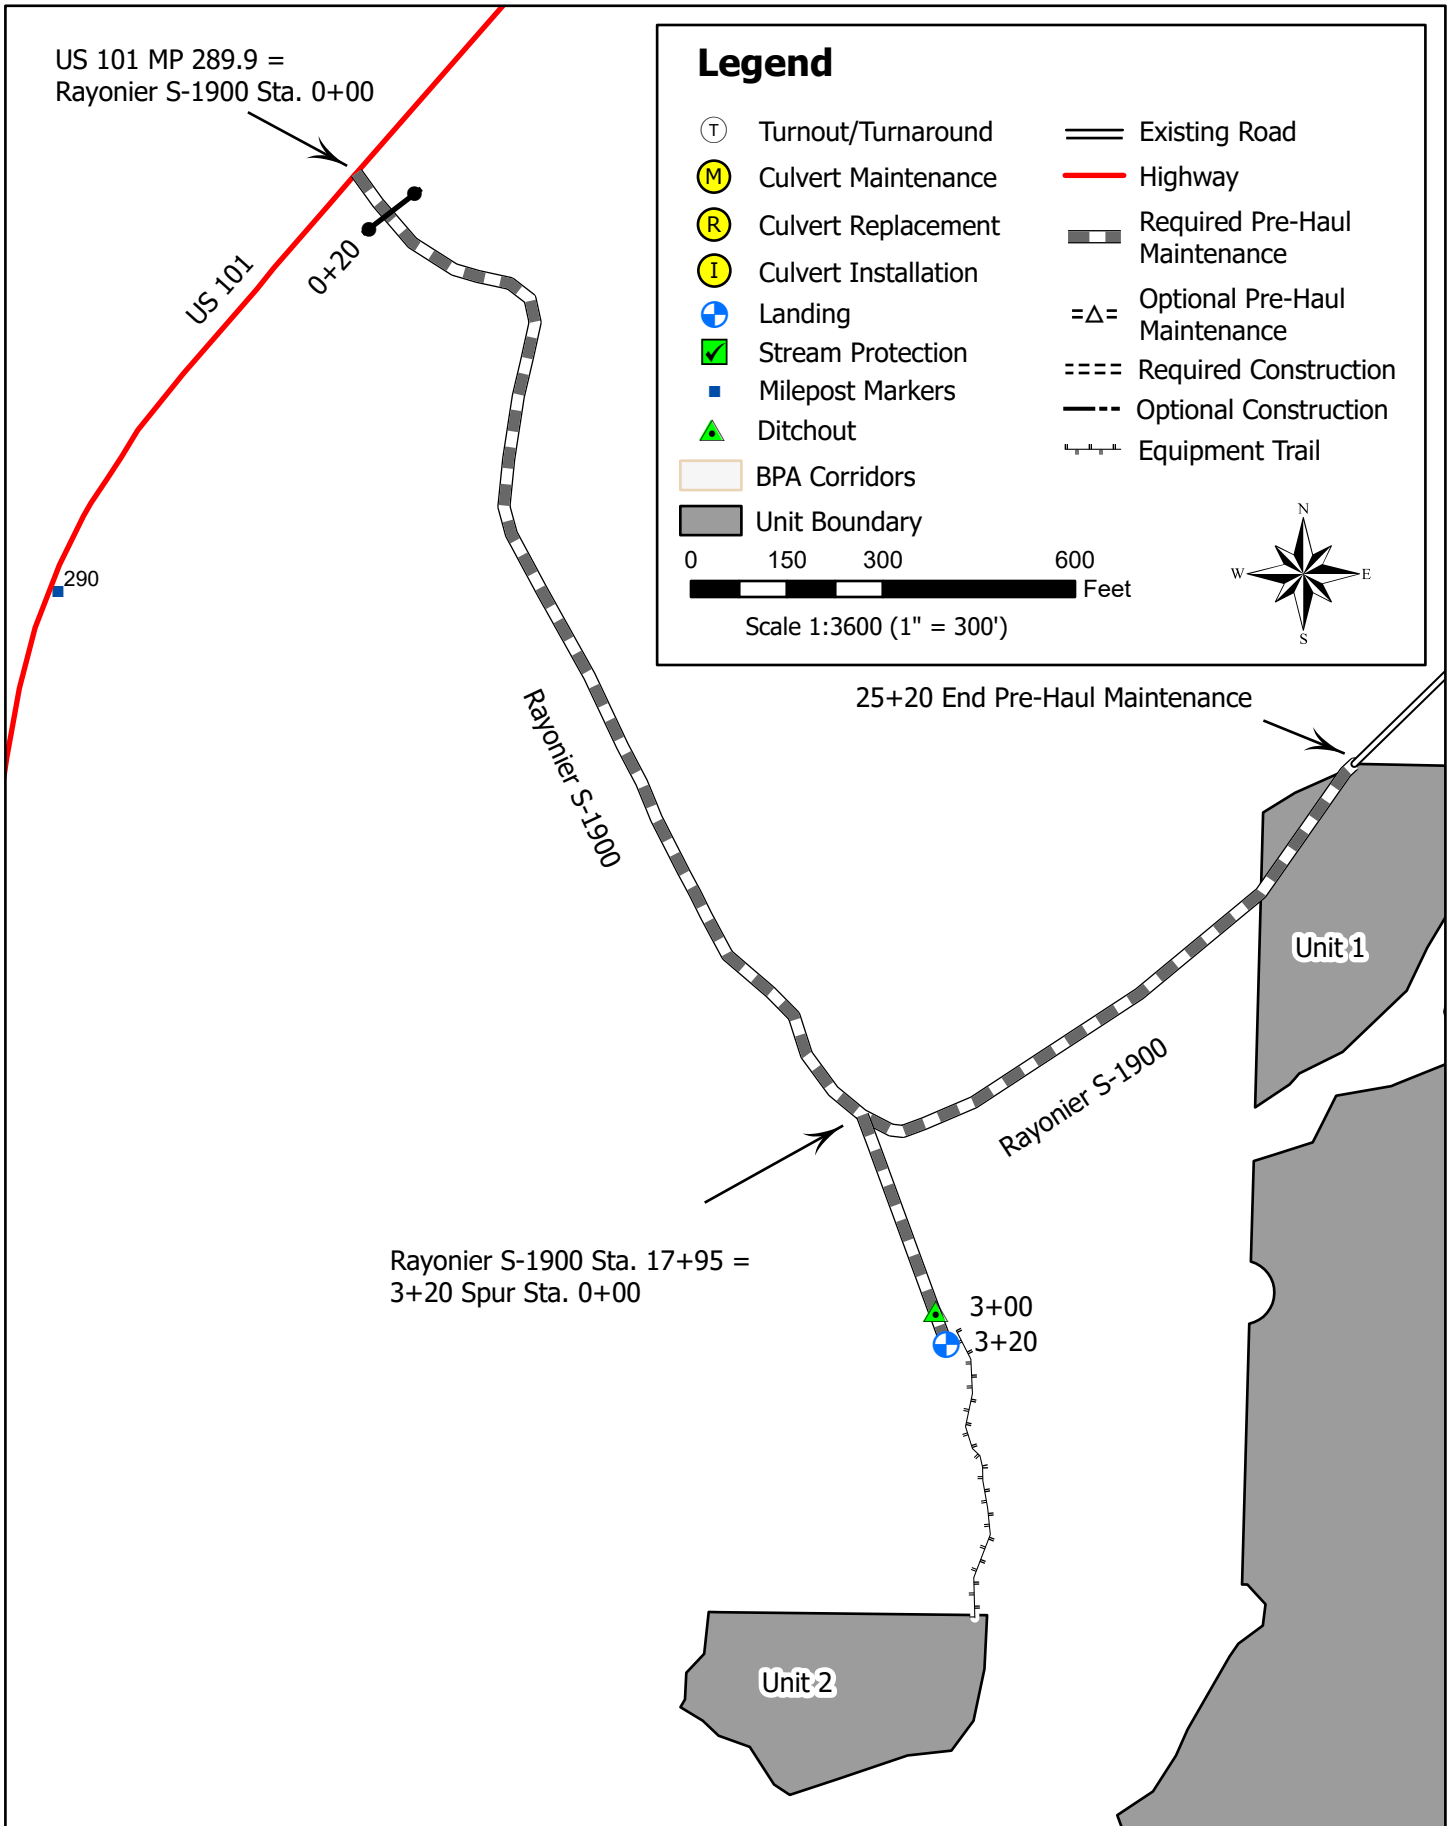 US 101 MP 289.9 =
Rayonier S-1900 Sta. 0+00
0+20
US 101
290
Legend
T Turnout/Turnaround
M Culvert Maintenance
R Culvert Replacement
I Culvert Installation
Landing
Stream Protection
Milepost Markers
Ditchout
BPA Corridors
Unit Boundary
Existing Road
Highway
Required Pre-Haul
Maintenance
Optional Pre-Haul
Maintenance
Required Construction
Optional Construction
Equipment Trail
0 150 300 600
Feet
Scale 1:3600 (1" = 300')
N
W E
S
25+20 End Pre-Haul Maintenance
Rayonier S-1900
Unit 1
Rayonier S-1900
Rayonier S-1900 Sta. 17+95 =
3+20 Spur Sta. 0+00
3+00
3+20
Unit 2